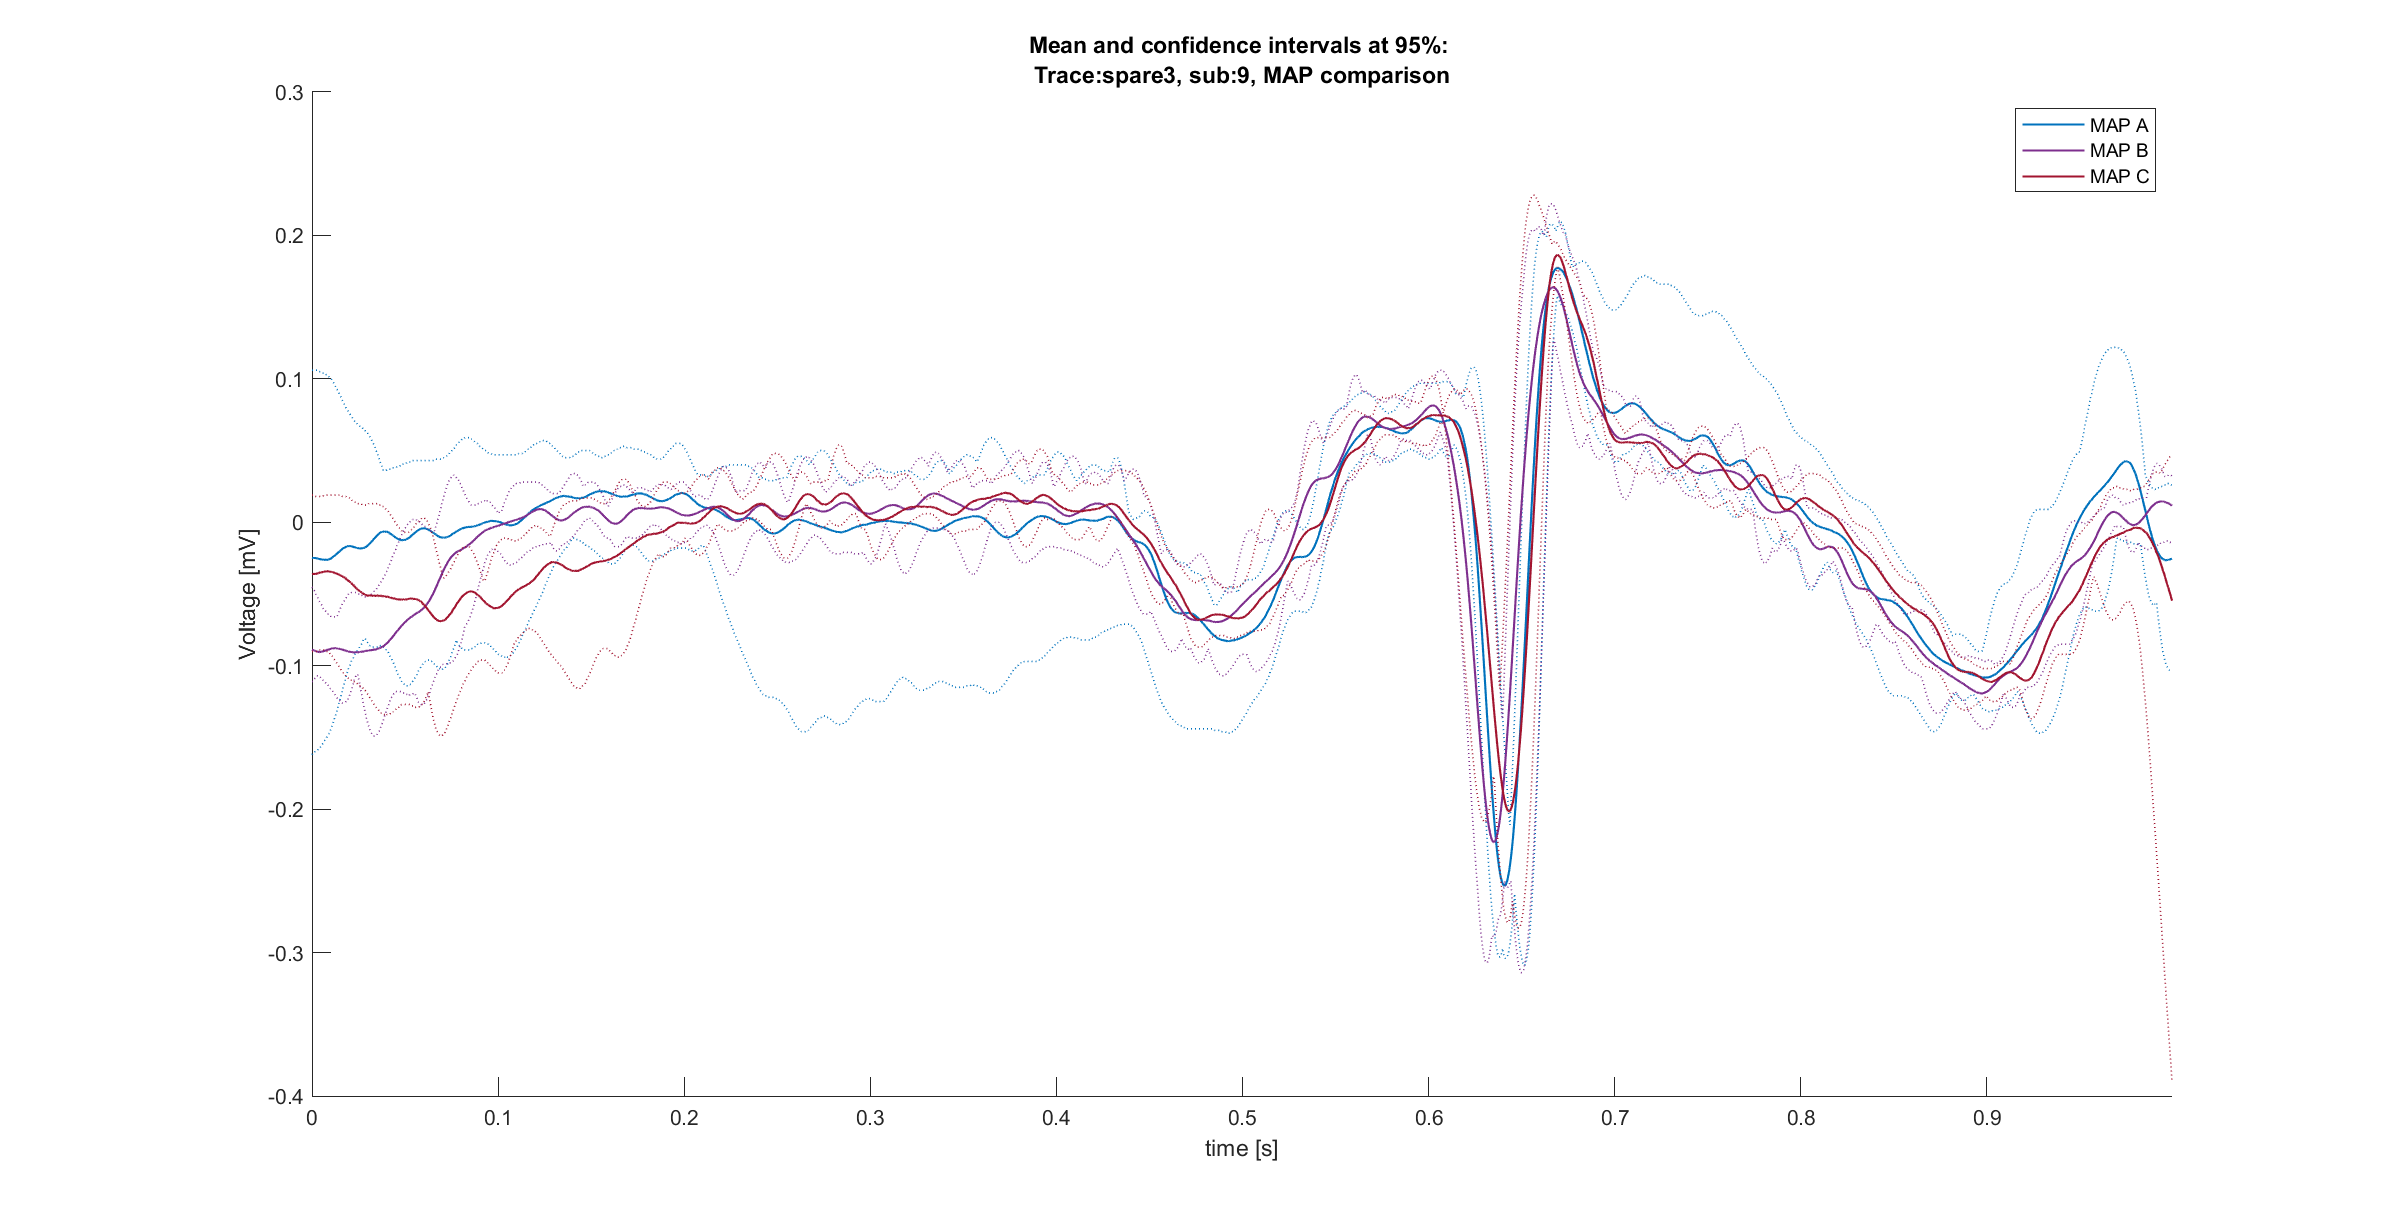 Mean and confidence intervals at 95%:
Trace:spare3, sub:9, MAP comparison
MAP A
MAP B
MAP C
Voltage [mV]
0.3
0.2
0.1
0
-0.1
-0.2
-0.3
-0.4
0 0.1 0.2 0.3 0.4 0.5 0.6 0.7 0.8 0.9
time [s]